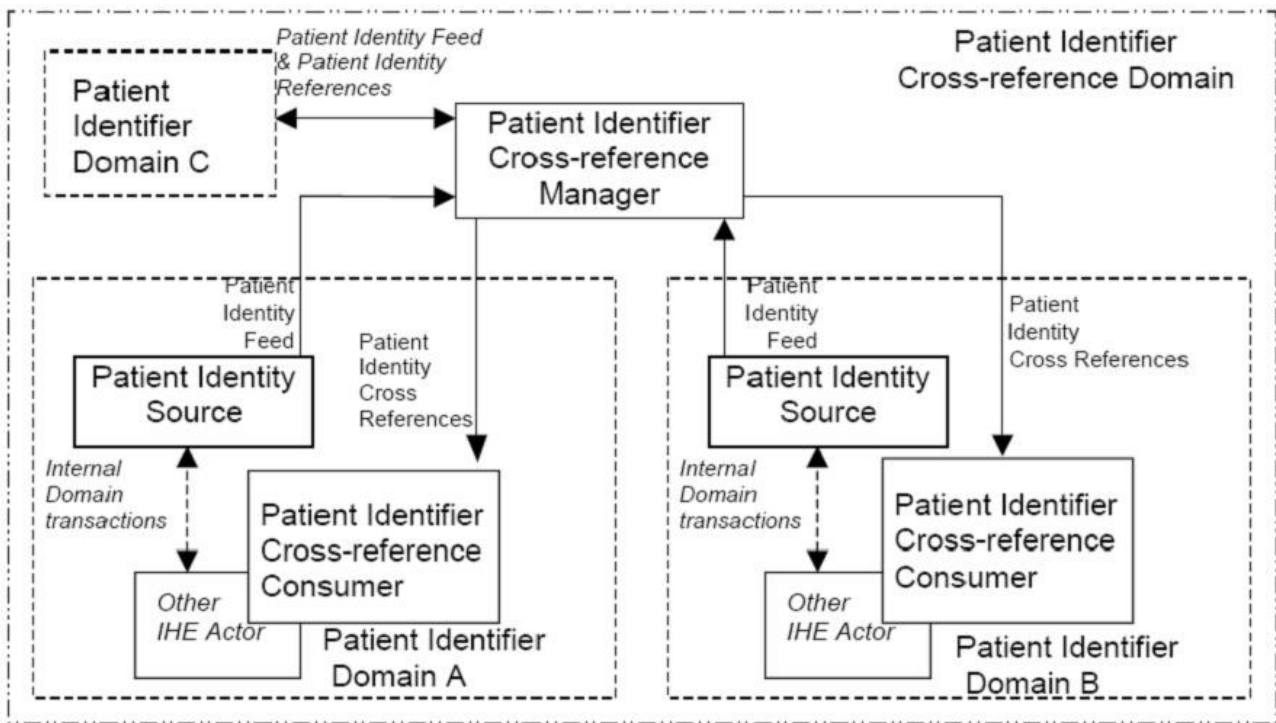 Patient Identity Feed
& Patient Identity
References
Patient Identifier
Cross-reference Domain
Patient
Identifier
Domain C
Patient Identifier
Cross-reference
Manager
Patient
Identity
Feed
Patient
Identity
Cross
References
Patient Identity
Source
Internal
Domain
transactions
Patient Identifier
Cross-reference
Consumer
Other
IHE Actor
Patient Identifier
Domain A
Patient
Identity
Feed
Patient
Identity
Cross References
Patient Identity
Source
Internal
Domain
transactions
Patient Identifier
Cross-reference
Consumer
Other
IHE Actor
Patient Identifier
Domain B